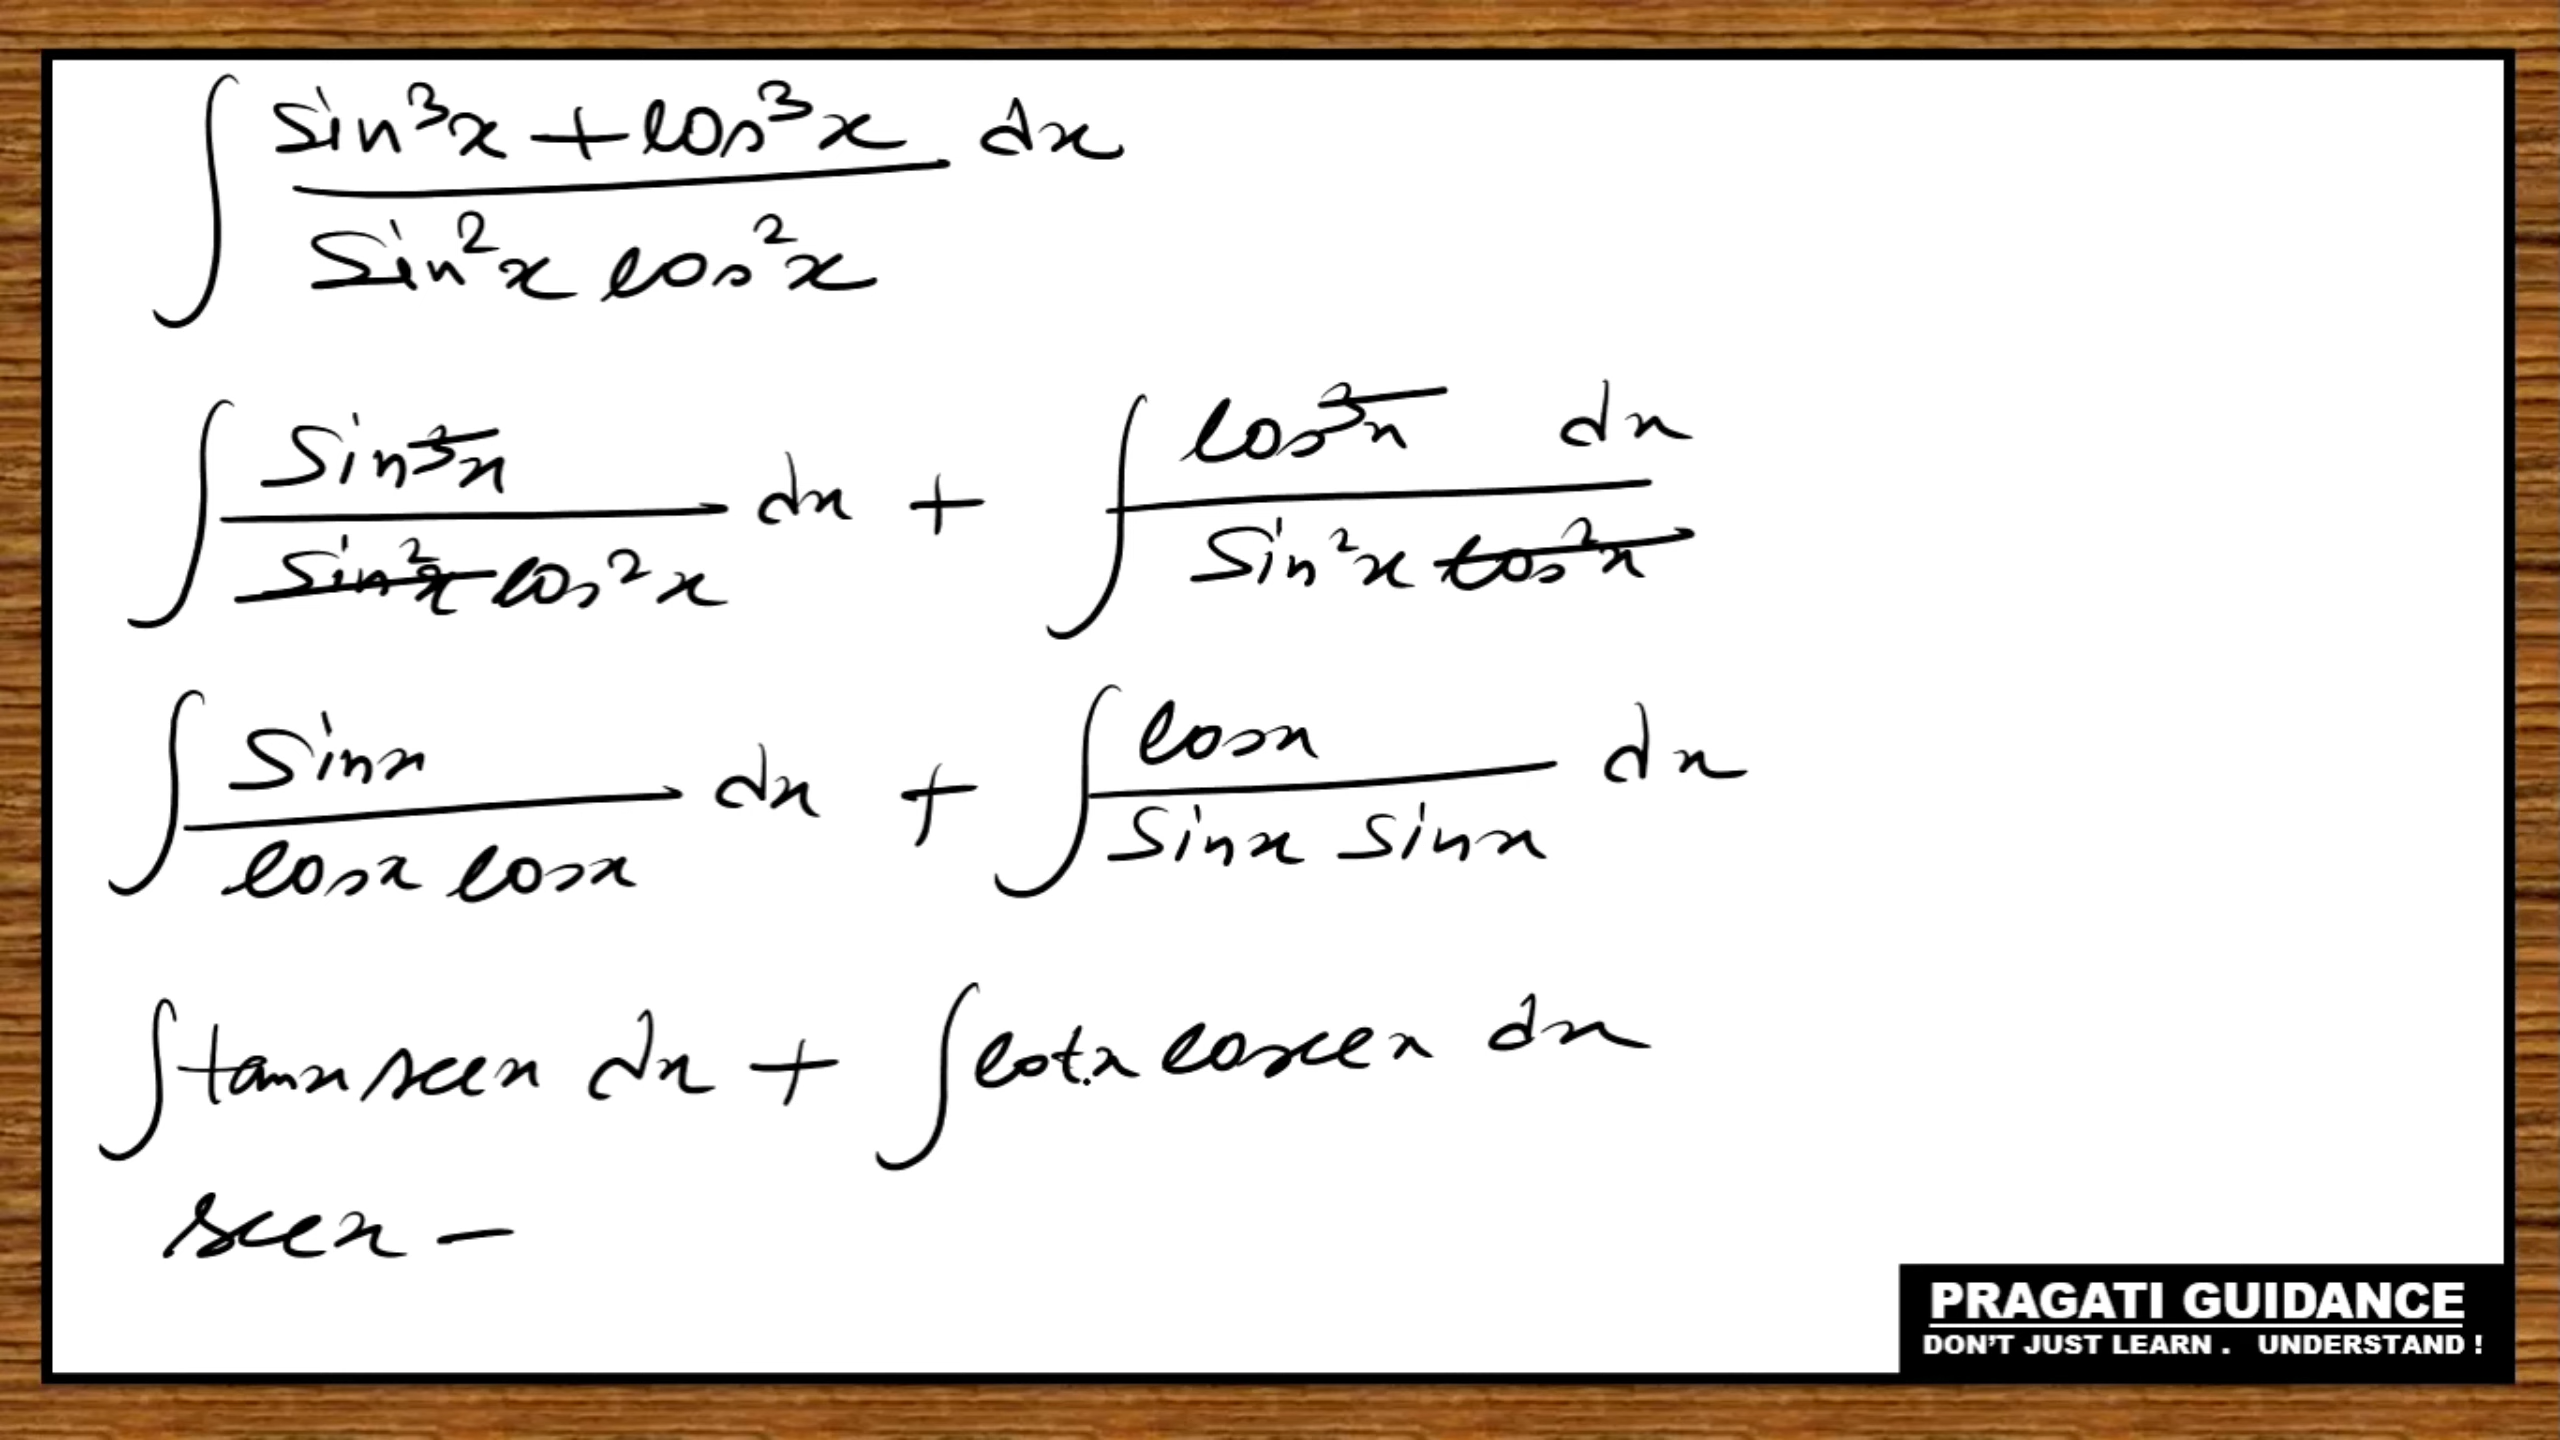 ∫ sin³x + cos³x / sin²x cos²x dx
∫ sin³x / sin²x cos²x dx + ∫ cos³x dx / sin²x cos²x
∫ sinx / cosx cosx dx + ∫ cosx / sinx sinx dx
∫ tanx secx dx + ∫ cotx cosecx dx
secx −
PRAGATI GUIDANCE
DON'T JUST LEARN . UNDERSTAND !